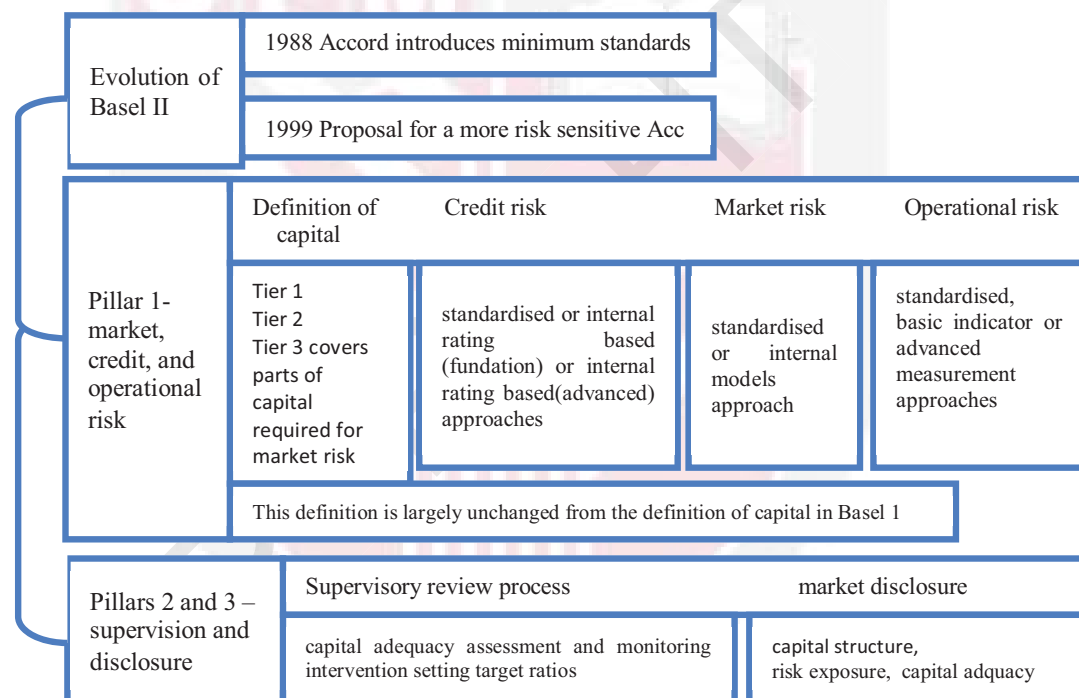 Evolution of
Basel II
1988 Accord introduces minimum standards
1999 Proposal for a more risk sensitive Acc
Pillar 1-
market,
credit, and
operational
risk
Definition of
capital
Credit risk
Market risk
Operational risk
Tier 1
Tier 2
Tier 3 covers
parts of
capital
required for
market risk
standardised or internal
rating based
(fundation) or internal
rating based(advanced)
approaches
standardised
or internal
models
approach
standardised,
basic indicator or
advanced
measurement
approaches
This definition is largely unchanged from the definition of capital in Basel 1
Pillars 2 and 3 –
supervision and
disclosure
Supervisory review process
market disclosure
capital adequacy assessment and monitoring
intervention setting target ratios
capital structure,
risk exposure, capital adquacy